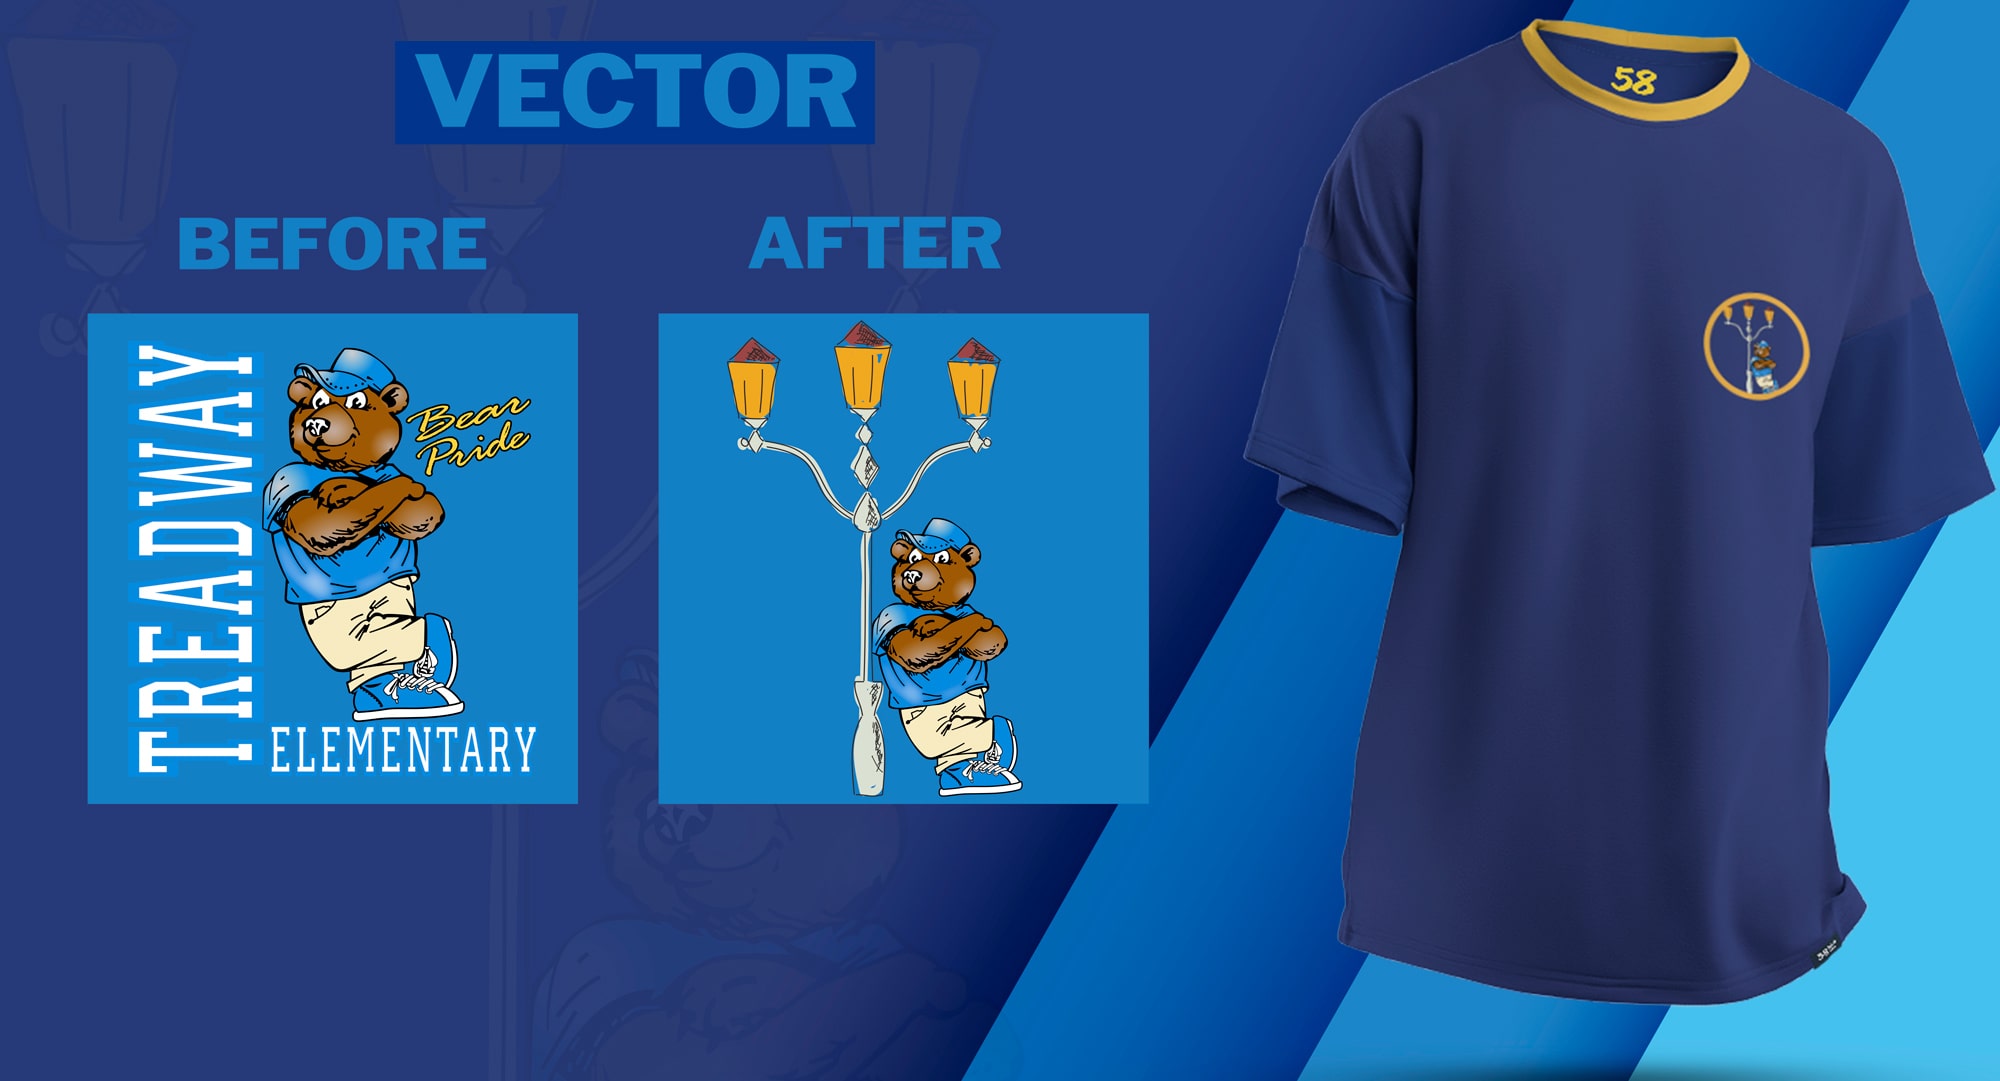 VECTOR
BEFORE
AFTER
TREADWAY
Bear
Pride
ELEMENTARY
58